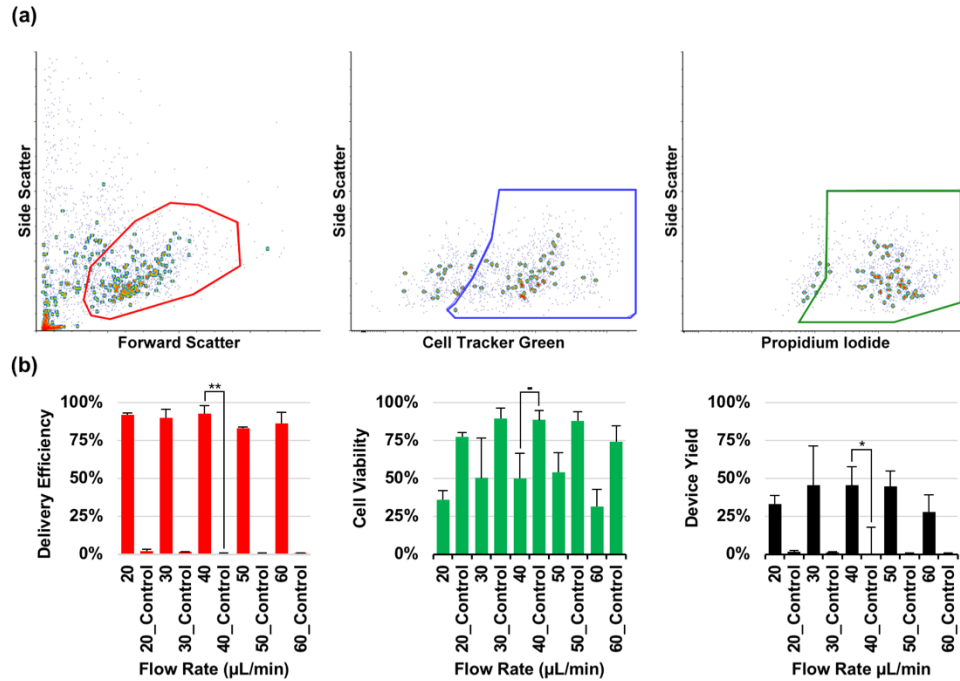 (a)
Side Scatter
Forward Scatter
Side Scatter
Cell Tracker Green
Side Scatter
Propidium Iodide
(b)
Delivery Efficiency
100%
75%
50%
25%
0%
**
20
20_Control
30
30_Control
40
40_Control
50
50_Control
60
60_Control
Flow Rate (µL/min)
Cell Viability
100%
75%
50%
25%
0%
-
20
20_Control
30
30_Control
40
40_Control
50
50_Control
60
60_Control
Flow Rate (µL/min)
Device Yield
100%
75%
50%
25%
0%
*
20
20_Control
30
30_Control
40
40_Control
50
50_Control
60
60_Control
Flow Rate µL/min